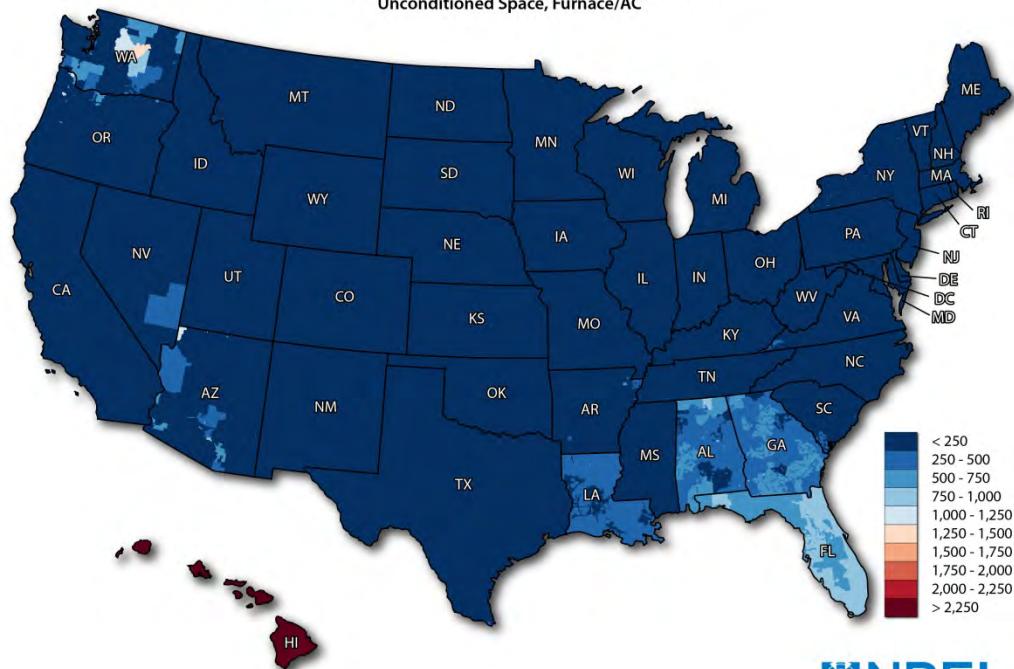 Unconditioned Space, Furnace/AC
WA
MT
ND
MN
ME
VT
NH
OR
ID
SD
WI
NY
MA
WY
MI
RI
CT
NE
IA
PA
NJ
NV
UT
CO
IL
IN
OH
DE
DC
MD
CA
KS
MO
WV
VA
KY
NC
TN
AZ
NM
OK
AR
SC
MS
AL
GA
TX
LA
FL
HI
< 250
250 - 500
500 - 750
750 - 1,000
1,000 - 1,250
1,250 - 1,500
1,500 - 1,750
1,750 - 2,000
2,000 - 2,250
> 2,250